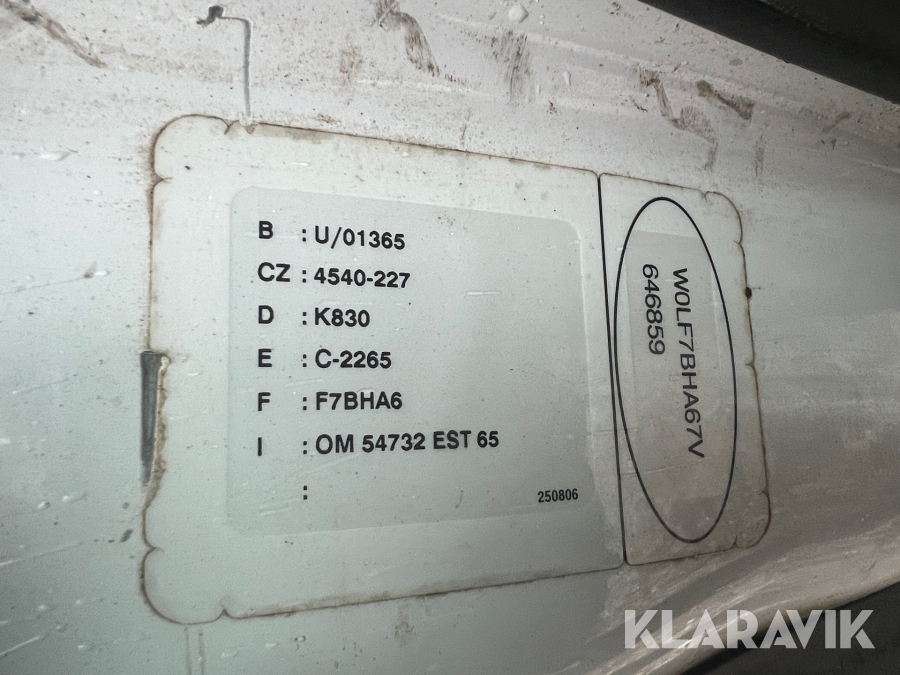 B : U/01365
CZ : 4540-227
D : K830
E : C-2265
F : F7BHA6
I : OM 54732 EST 65
:
250806
W0LF7BHA67V
646859
KLARAVIK